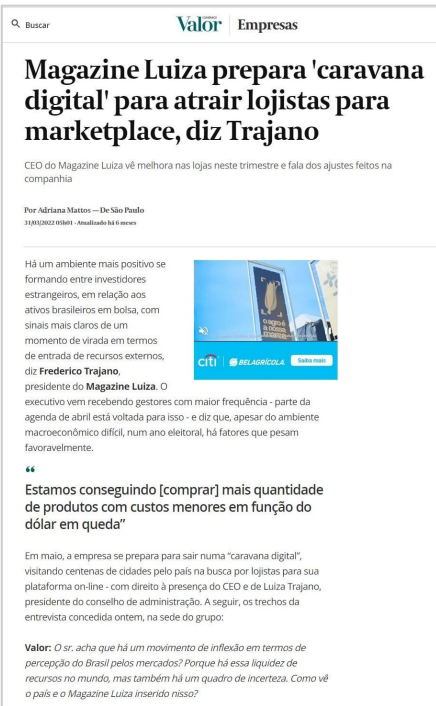 Buscar
Valor
Empresas
Magazine Luiza prepara 'caravana
digital' para atrair lojistas para
marketplace, diz Trajano
CEO do Magazine Luiza vê melhora nas lojas neste trimestre e fala dos ajustes feitos na
companhia
Por Adriana Mattos — De São Paulo
31/03/2022 05h01 · Atualizado há 6 meses
Há um ambiente mais positivo se
formando entre investidores
estrangeiros, em relação aos
ativos brasileiros em bolsa, com
sinais mais claros de um
momento de virada em termos
de entrada de recursos externos,
diz Frederico Trajano,
presidente do Magazine Luiza. O
o agro é
a nossa
citi
BELAGRÍCOLA
Saiba mais
executivo vem recebendo gestores com maior frequência - parte da
agenda de abril está voltada para isso - e diz que, apesar do ambiente
macroeconômico difícil, num ano eleitoral, há fatores que pesam
favoravelmente.
“
Estamos conseguindo [comprar] mais quantidade
de produtos com custos menores em função do
dólar em queda”
Em maio, a empresa se prepara para sair numa “caravana digital”,
visitando centenas de cidades pelo país na busca por lojistas para sua
plataforma on-line - com direito à presença do CEO e de Luiza Trajano,
presidente do conselho de administração. A seguir, os trechos da
entrevista concedida ontem, na sede do grupo:
Valor: O sr. acha que há um movimento de inflexão em termos de
percepção do Brasil pelos mercados? Porque há essa liquidez de
recursos no mundo, mas também há um quadro de incerteza. Como vê
o país e o Magazine Luiza inserido nisso?